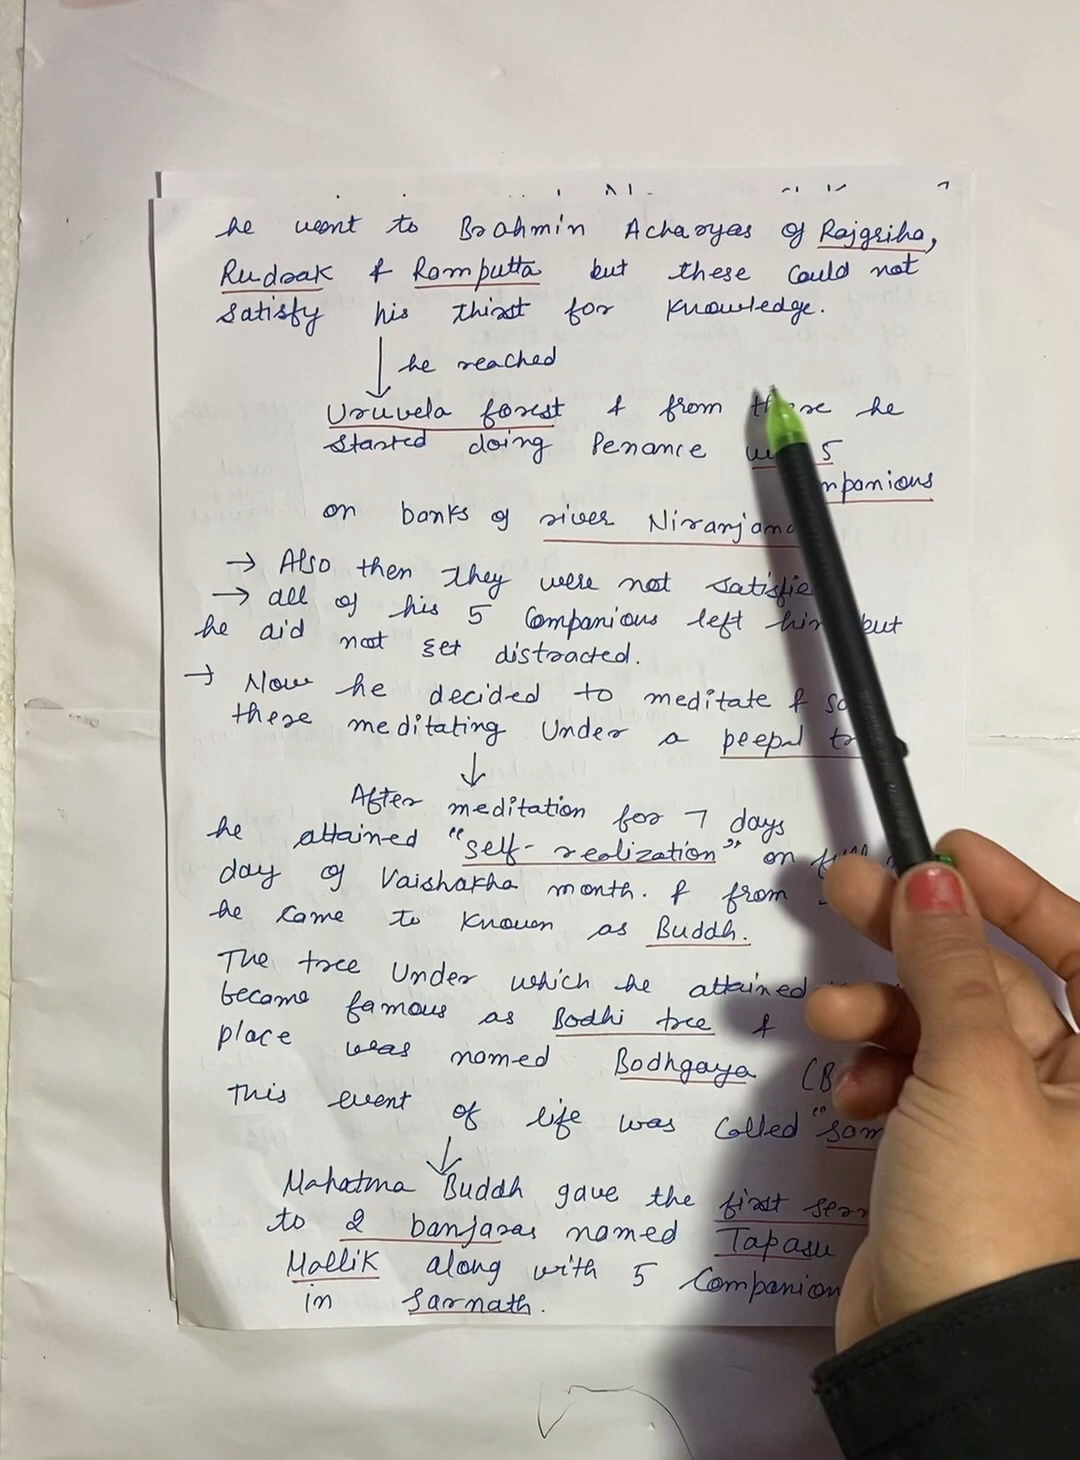 he went to Brahmin Acharyas of Rajgriha,
Rudrak & Ramputta but these could not
satisfy his thirst for knowledge.
he reached
Uruvela forest & from there he
started doing Penance 5
on banks of river Niranjana
→ Also then they were not
→ all of his 5 Companions left him but
he did not get distracted.
→ Now he decided to meditate &
there meditating Under a peepal
After meditation for 7 days
he attained "self-realization" on
day of Vaishakha month. & from
he came to known as Buddh.
The tree Under which he attained
became famous as Bodhi tree &
place was named Bodhgaya
This event of life was called
Mahatma Buddh gave the first
to 2 banjaras named Tapasu
Mallik along with 5
in Sarnath.